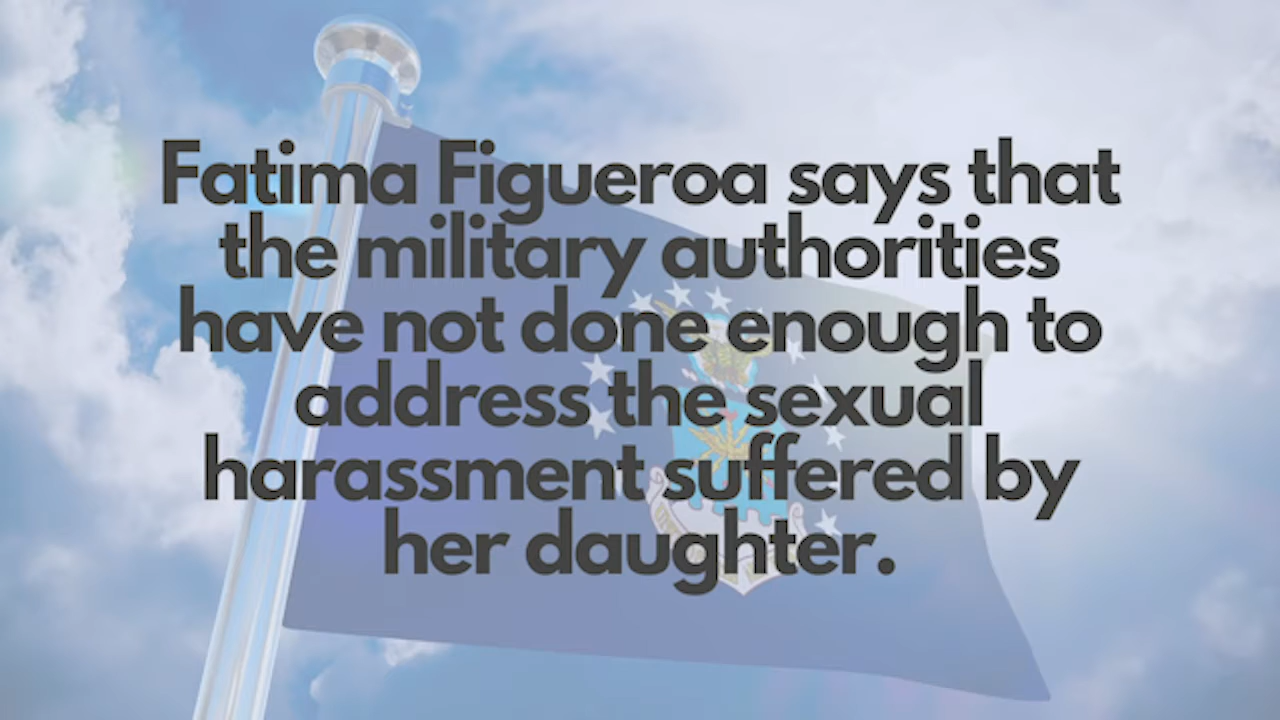 Fatima Figueroa says that
the military authorities
have not done enough to
address the sexual
harassment suffered by
her daughter.